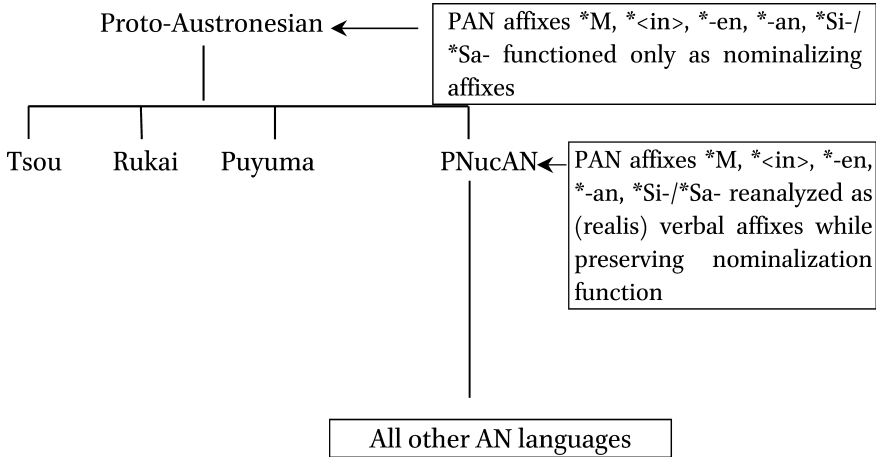 Proto-Austronesian
PAN affixes *M, *<in>, *-en, *-an, *Si-/
*Sa- functioned only as nominalizing
affixes
Tsou Rukai Puyuma PNucAN
PAN affixes *M, *<in>, *-en,
*-an, *Si-/*Sa- reanalyzed as
(realis) verbal affixes while
preserving nominalization
function
All other AN languages